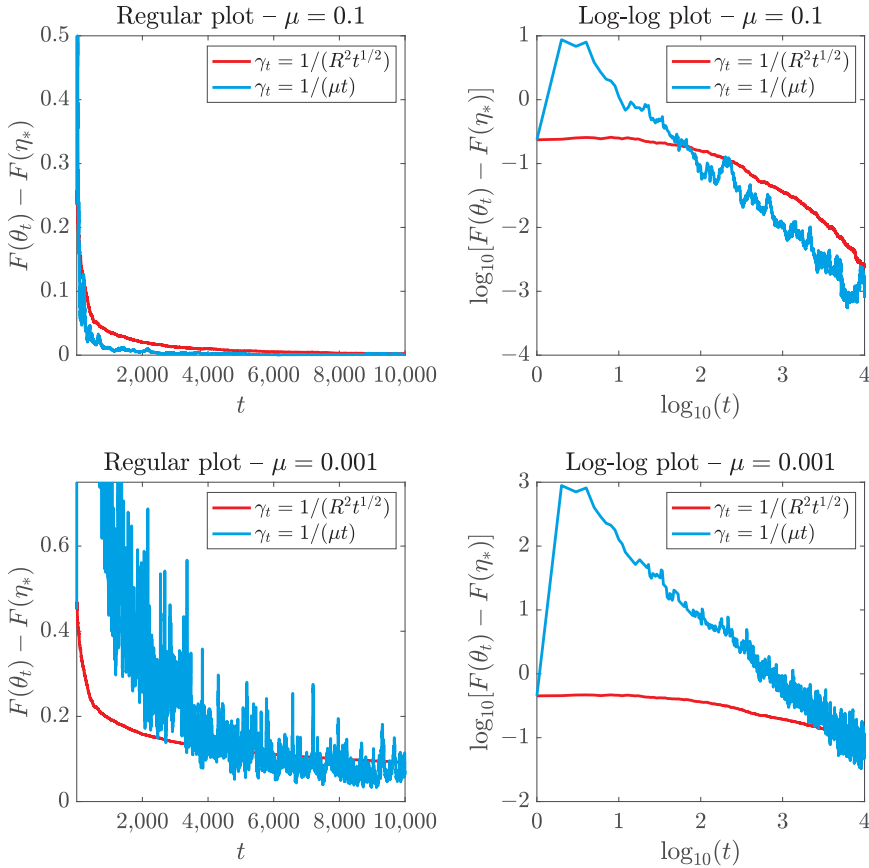 Regular plot – μ = 0.1
γₜ = 1/(R²t^{1/2})
γₜ = 1/(μt)
F(θₜ) − F(η∗)
0.5
0.4
0.3
0.2
0.1
0
2,000 4,000 6,000 8,000 10,000
t
Log-log plot – μ = 0.1
γₜ = 1/(R²t^{1/2})
γₜ = 1/(μt)
log₁₀[F(θₜ) − F(η∗)]
1
0
−1
−2
−3
−4
0 1 2 3 4
log₁₀(t)
Regular plot – μ = 0.001
γₜ = 1/(R²t^{1/2})
γₜ = 1/(μt)
F(θₜ) − F(η∗)
0.6
0.4
0.2
0
2,000 4,000 6,000 8,000 10,000
t
Log-log plot – μ = 0.001
γₜ = 1/(R²t^{1/2})
γₜ = 1/(μt)
log₁₀[F(θₜ) − F(η∗)]
3
2
1
0
−1
−2
0 1 2 3 4
log₁₀(t)